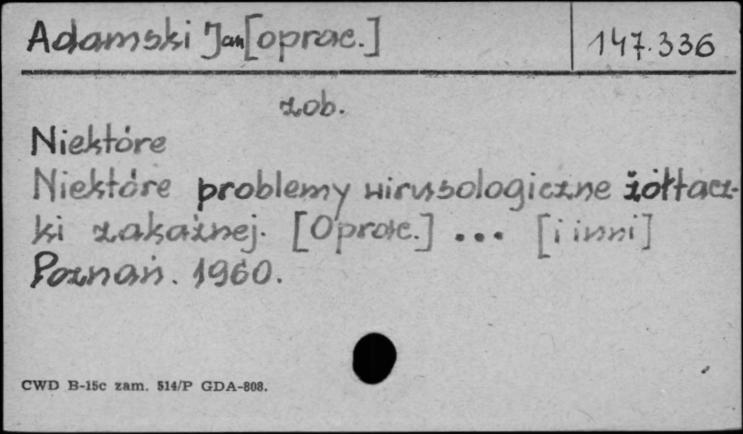 Adamski Jan [oprac.]
147.336
zob.
Niektóre
Niektóre problemy wirusologiczne żółtacz-
ki zakaźnej. [Oprac.] ... [i inni]
Poznań. 1960.
CWD B-15c zam. 514/P GDA-808.